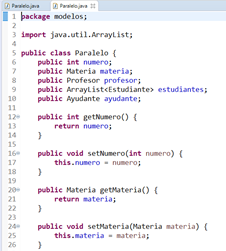 Paralelo.java
Paralelo.java
1 package modelos;
2
3 import java.util.ArrayList;
4
5 public class Paralelo {
6 public int numero;
7 public Materia materia;
8 public Profesor profesor;
9 public ArrayList<Estudiante> estudiantes;
10 public Ayudante ayudante;
11
12 public int getNumero() {
13 return numero;
14 }
15
16 public void setNumero(int numero) {
17 this.numero = numero;
18 }
19
20 public Materia getMateria() {
21 return materia;
22 }
23
24 public void setMateria(Materia materia) {
25 this.materia = materia;
26 }